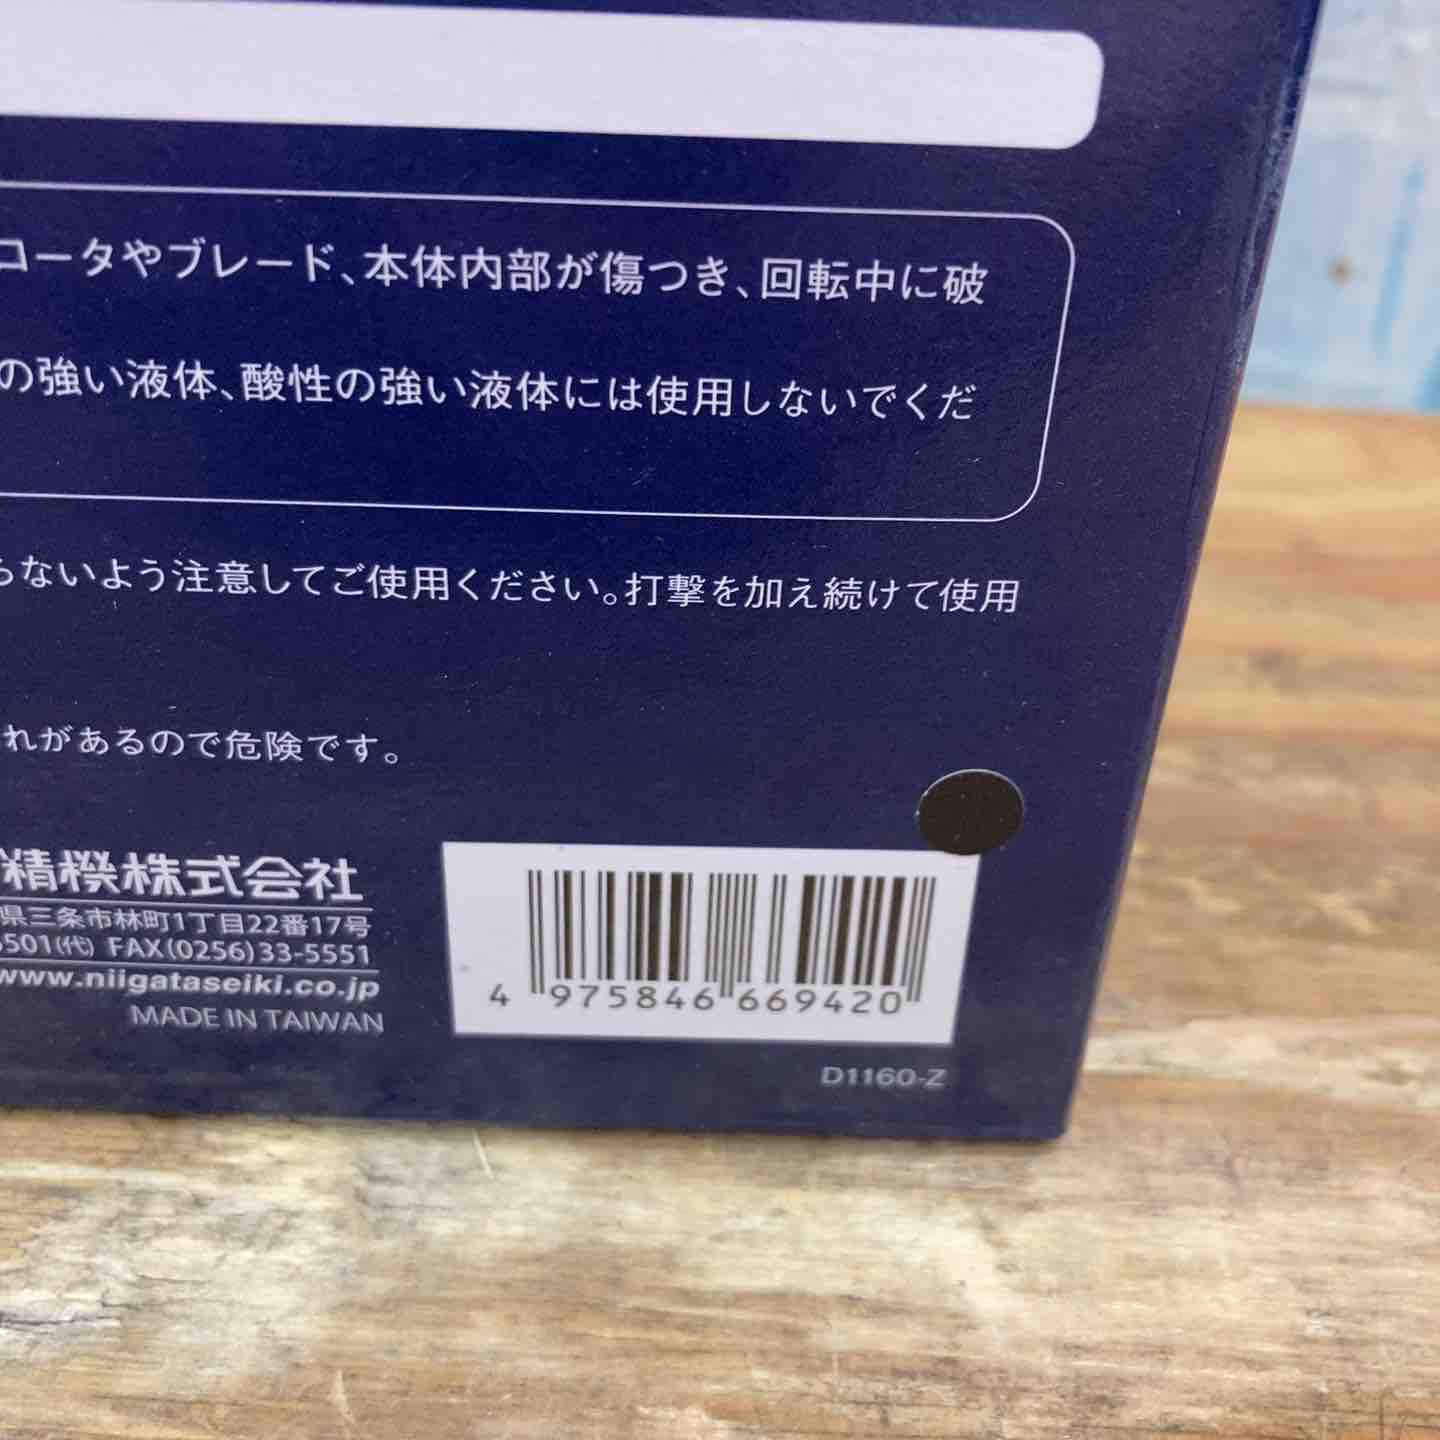 コータやブレード、本体内部が傷つき、回転中に破
の強い液体、酸性の強い液体には使用しないでくだ
らないよう注意してご使用ください。打撃を加え続けて使用
れがあるので危険です。
精機株式会社
県三条市林町1丁目22番17号
5501(代) FAX(0256)33-5551
www.niigataseiki.co.jp
MADE IN TAIWAN
4 975846 669420
D1160-Z